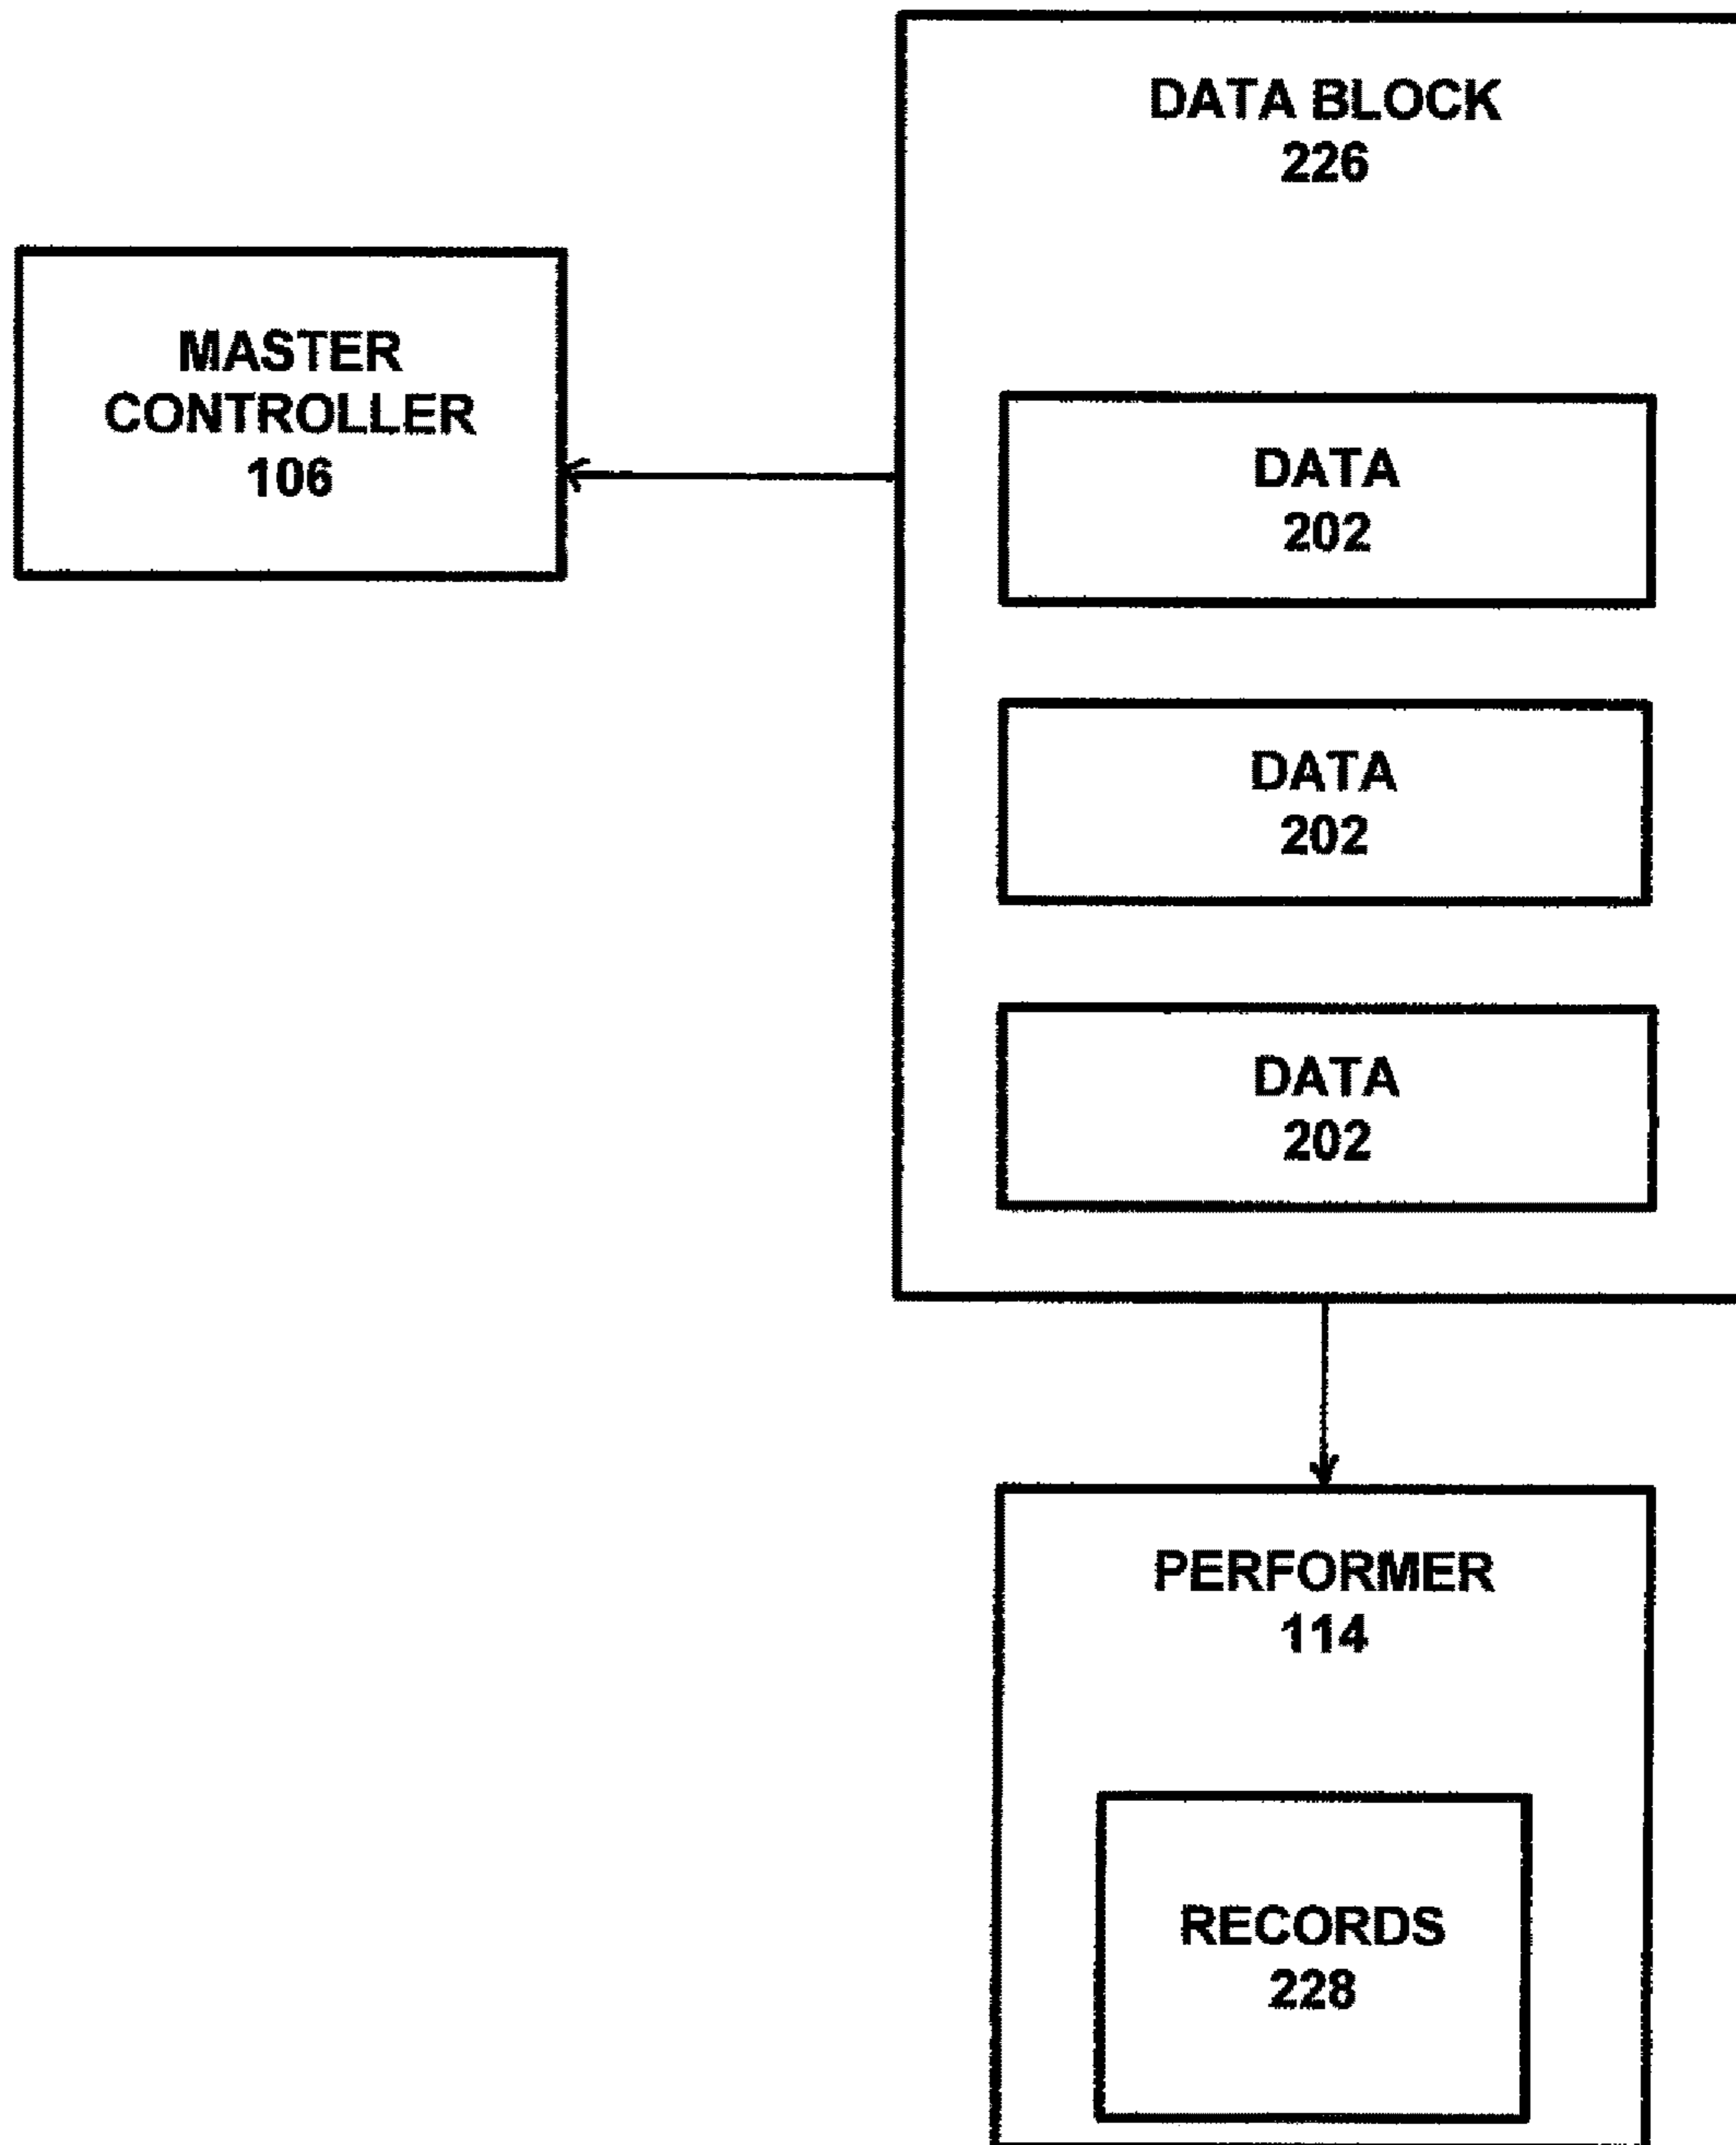 DATA BLOCK
226
MASTER
CONTROLLER
106
DATA
202
DATA
202
DATA
202
PERFORMER
114
RECORDS
228